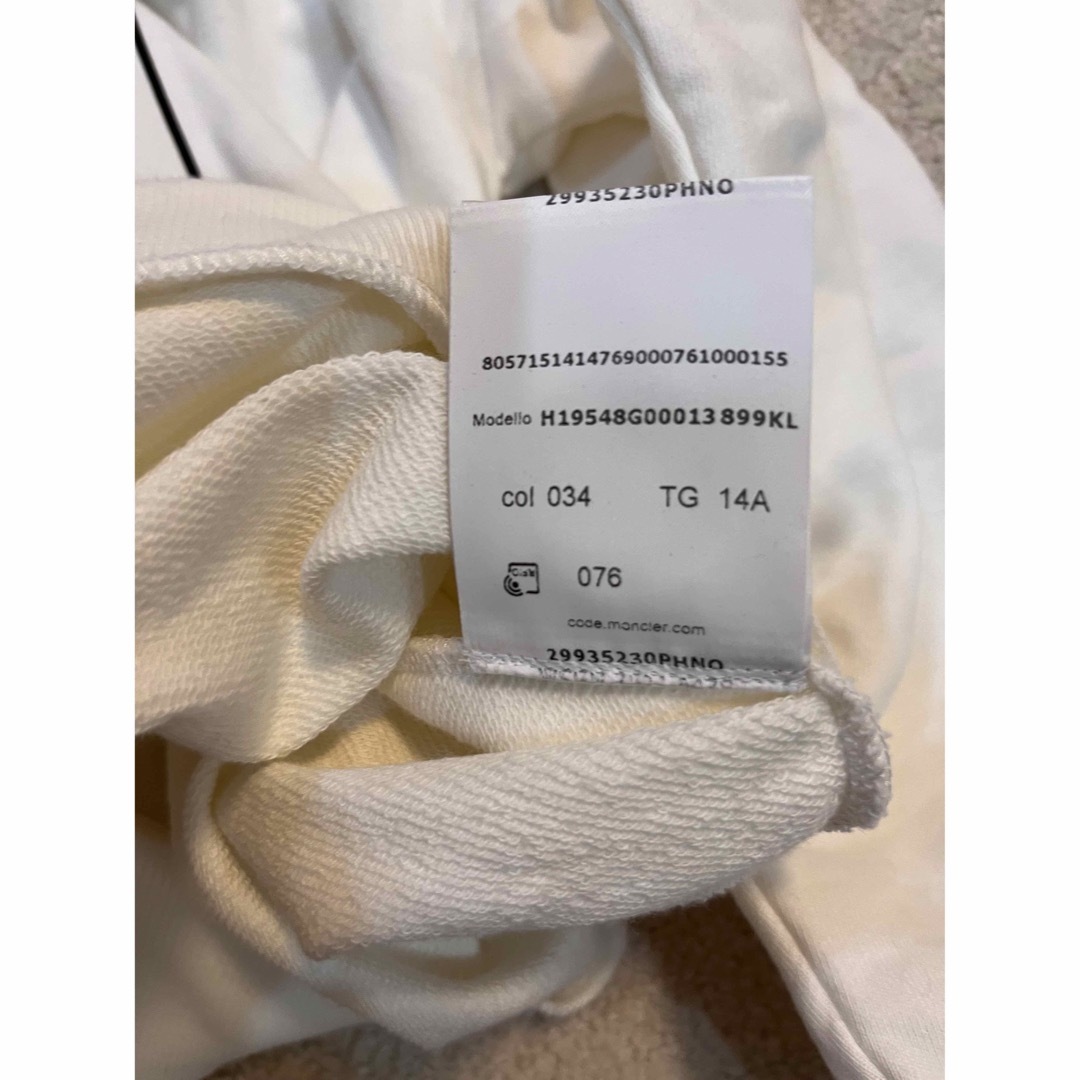 29935230PHNO
8057151414769000761000155
Modello H19548G00013 899KL
col 034 TG 14A
076
code.moncler.com
29935230PHNO